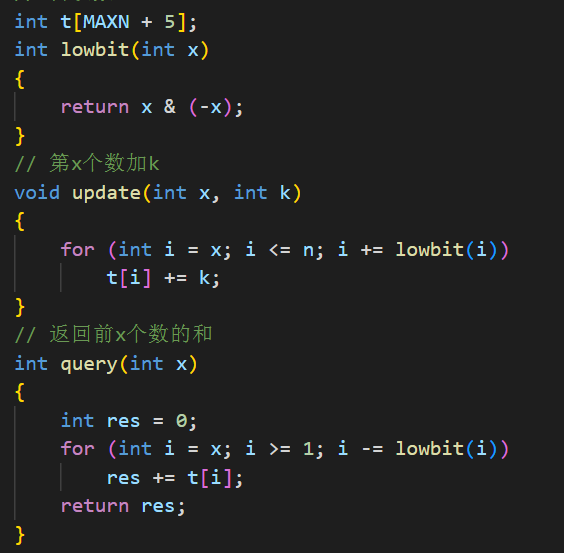 int t[MAXN + 5];
int lowbit(int x)
{
    return x & (-x);
}
// 第x个数加k
void update(int x, int k)
{
    for (int i = x; i <= n; i += lowbit(i))
        t[i] += k;
}
// 返回前x个数的和
int query(int x)
{
    int res = 0;
    for (int i = x; i >= 1; i -= lowbit(i))
        res += t[i];
    return res;
}